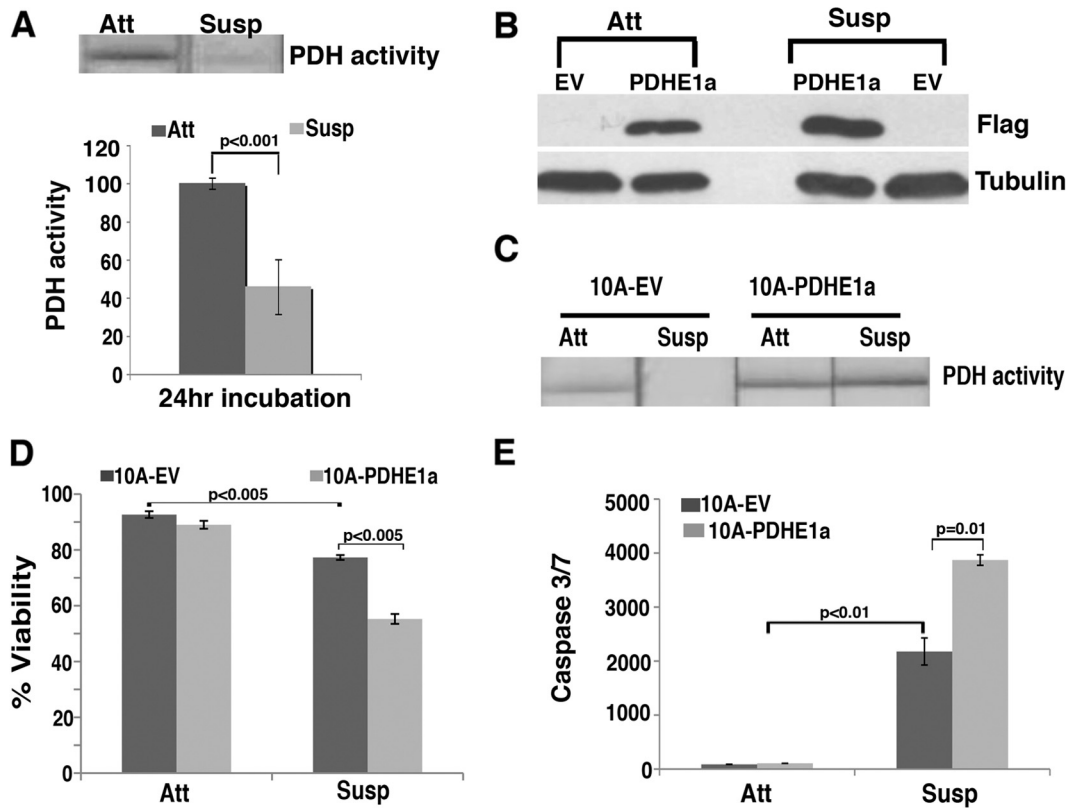 A
Att Susp
PDH activity
Att Susp
p<0.001
120
100
80
60
40
20
0
PDH activity
24hr incubation
B
Att Susp
EV PDHE1a PDHE1a EV
Flag
Tubulin
C
10A-EV 10A-PDHE1a
Att Susp Att Susp
PDH activity
D
10A-EV 10A-PDHE1a
p<0.005
p<0.005
100
80
60
40
20
0
% Viability
Att Susp
E
10A-EV
10A-PDHE1a
p=0.01
p<0.01
5000
4000
3000
2000
1000
0
Caspase 3/7
Att Susp